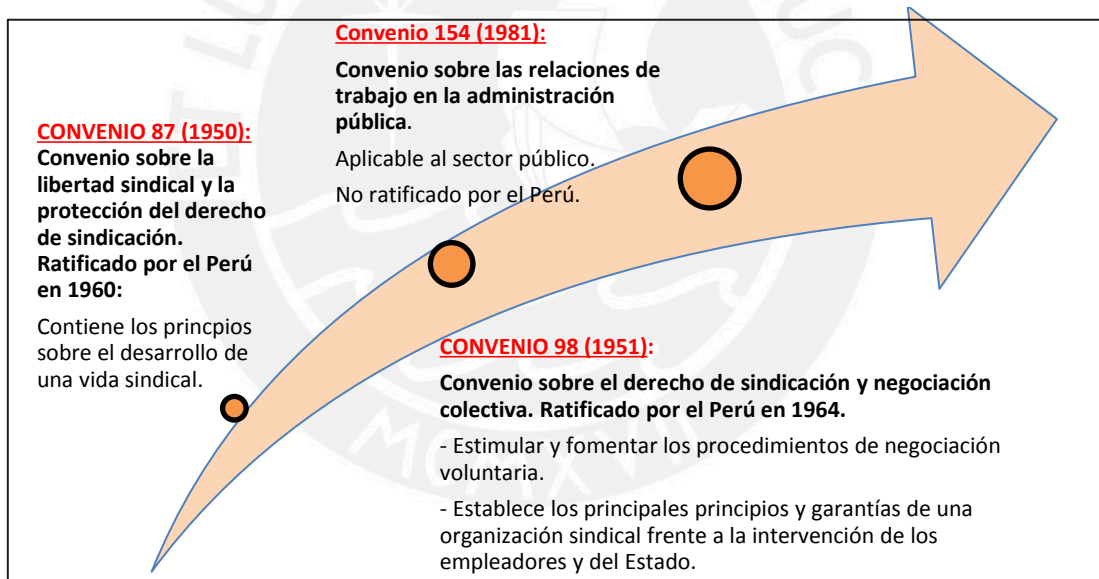 CONVENIO 87 (1950):
Convenio sobre la
libertad sindical y la
protección del derecho
de sindicación.
Ratificado por el Perú
en 1960:
Contiene los princpios
sobre el desarrollo de
una vida sindical.
Convenio 154 (1981):
Convenio sobre las relaciones de
trabajo en la administración
pública.
Aplicable al sector público.
No ratificado por el Perú.
CONVENIO 98 (1951):
Convenio sobre el derecho de sindicación y negociación
colectiva. Ratificado por el Perú en 1964.
- Estimular y fomentar los procedimientos de negociación
voluntaria.
- Establece los principales principios y garantías de una
organización sindical frente a la intervención de los
empleadores y del Estado.
MCMXVII